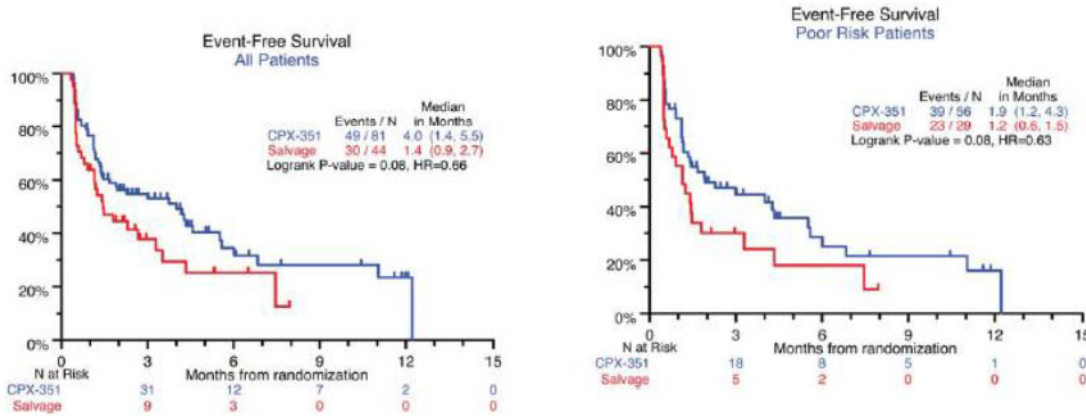 Event-Free Survival
All Patients
Median
Events / N in Months
CPX-351 49 / 81 4.0 (1.4, 5.5)
Salvage 30 / 44 1.4 (0.9, 2.7)
Logrank P-value = 0.08, HR=0.66
100%
80%
60%
40%
20%
0%
0 3 6 9 12 15
N at Risk Months from randomization
CPX-351 31 12 7 2 0
Salvage 9 3 0 0 0
Event-Free Survival
Poor Risk Patients
Median
Events / N in Months
CPX-351 39 / 56 1.9 (1.2, 4.3)
Salvage 23 / 29 1.2 (0.6, 1.5)
Logrank P-value = 0.08, HR=0.63
100%
80%
60%
40%
20%
0%
0 3 6 9 12 15
N at Risk Months from randomization
CPX-351 18 8 5 1 0
Salvage 5 2 0 0 0